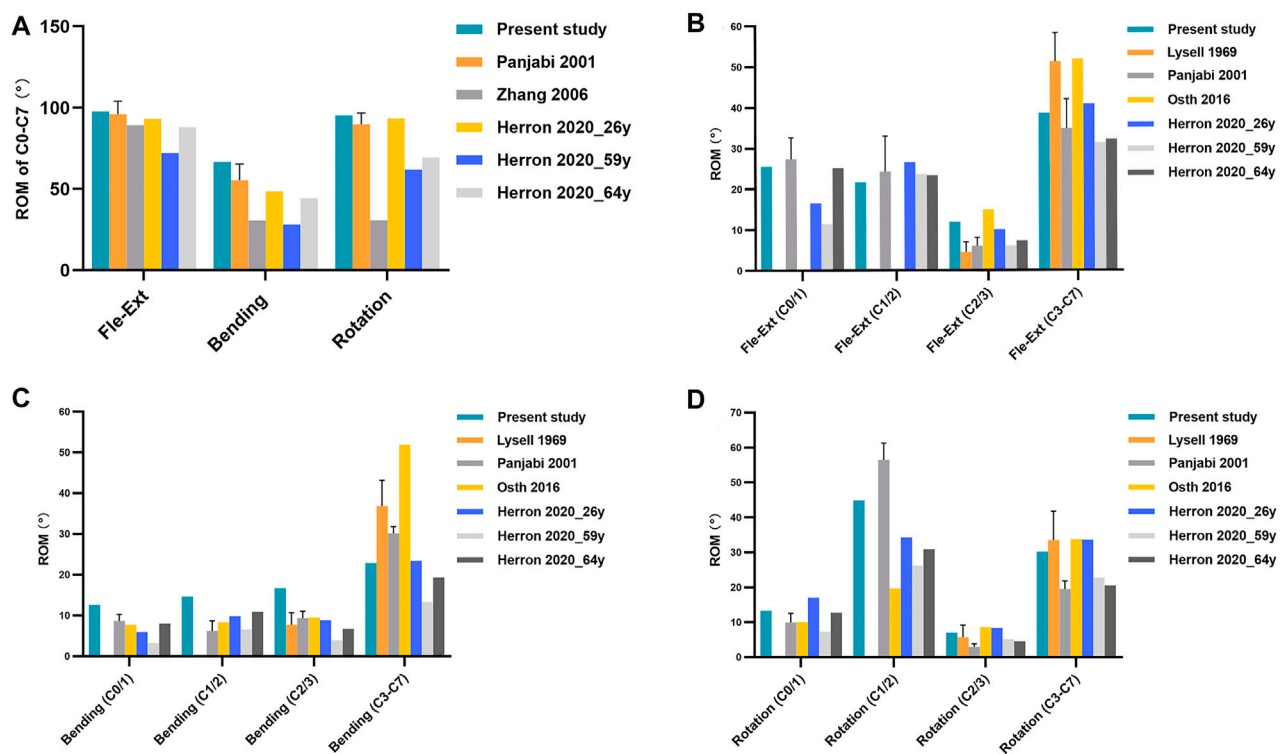 A
ROM of C0-C7 (°)
150
100
50
0
Fle-Ext
Bending
Rotation
Present study
Panjabi 2001
Zhang 2006
Herron 2020_26y
Herron 2020_59y
Herron 2020_64y
B
ROM (°)
60
50
40
30
20
10
0
Fle-Ext (C0/1)
Fle-Ext (C1/2)
Fle-Ext (C2/3)
Fle-Ext (C3-C7)
Present study
Lysell 1969
Panjabi 2001
Osth 2016
Herron 2020_26y
Herron 2020_59y
Herron 2020_64y
C
ROM (°)
60
50
40
30
20
10
0
Bending (C0/1)
Bending (C1/2)
Bending (C2/3)
Bending (C3-C7)
Present study
Lysell 1969
Panjabi 2001
Osth 2016
Herron 2020_26y
Herron 2020_59y
Herron 2020_64y
D
ROM (°)
70
60
50
40
30
20
10
0
Rotation (C0/1)
Rotation (C1/2)
Rotation (C2/3)
Rotation (C3-C7)
Present study
Lysell 1969
Panjabi 2001
Osth 2016
Herron 2020_26y
Herron 2020_59y
Herron 2020_64y